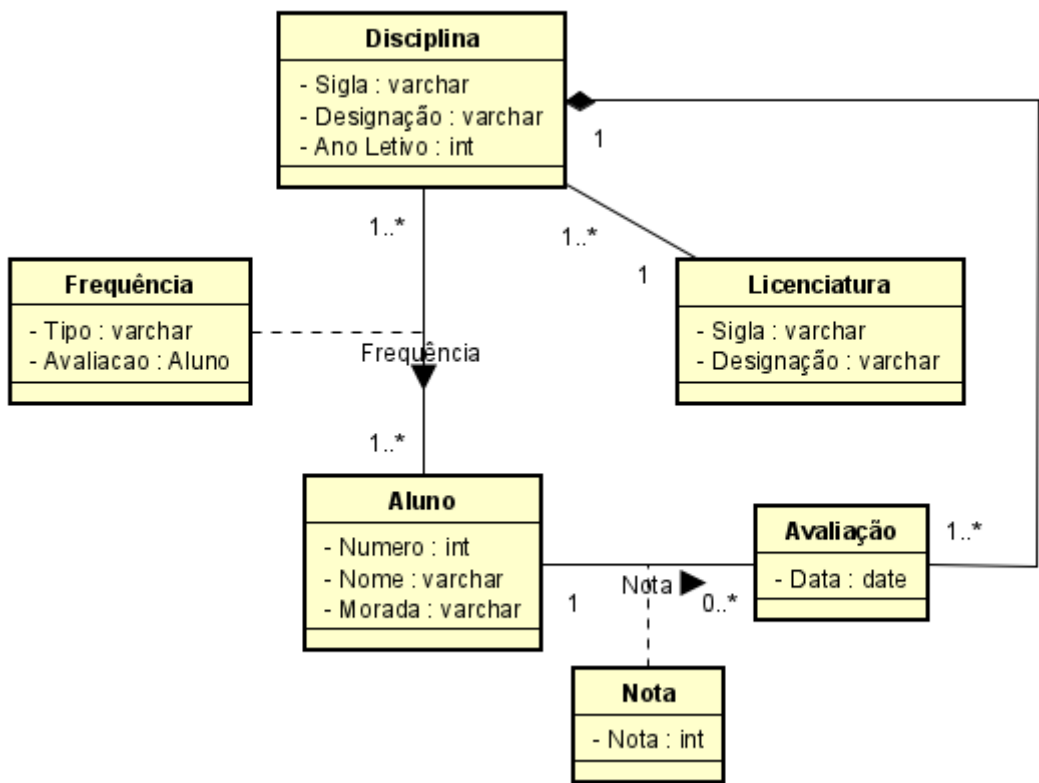 Disciplina
- Sigla : varchar
- Designação : varchar
- Ano Letivo : int
1
1..*
1..*
1
Frequência
- Tipo : varchar
- Avaliacao : Aluno
Licenciatura
- Sigla : varchar
- Designação : varchar
Frequência
1..*
Aluno
- Numero : int
- Nome : varchar
- Morada : varchar
Avaliação
- Data : date
1..*
1
Nota
0..*
Nota
- Nota : int